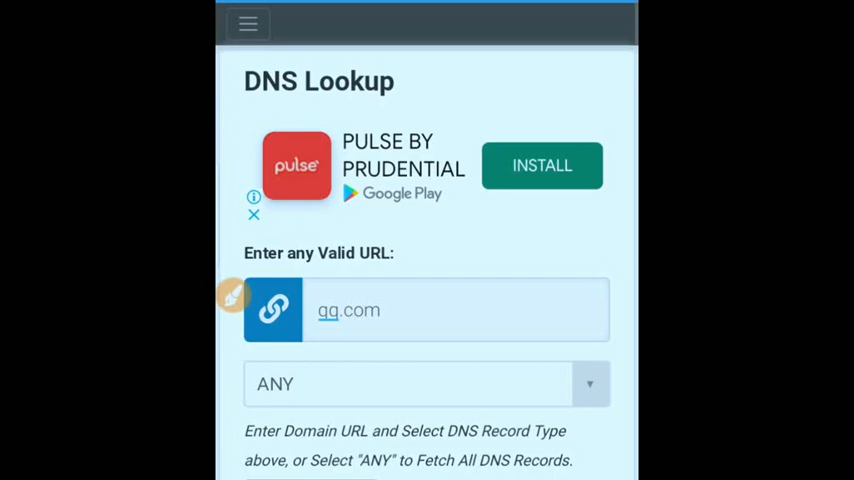 DNS Lookup
pulse
PULSE BY
PRUDENTIAL
Google Play
INSTALL
Enter any Valid URL:
qq.com
ANY
Enter Domain URL and Select DNS Record Type
above, or Select "ANY" to Fetch All DNS Records.